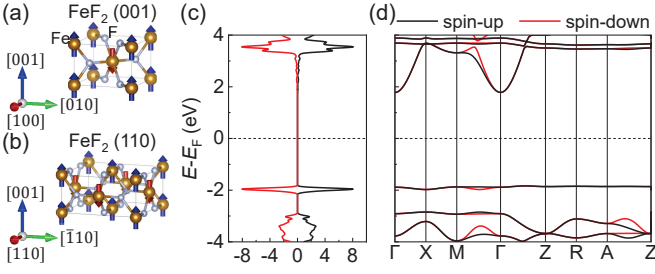 (a) FeF₂ (001)
Fe
F
[001]
[010]
[100]
(b) FeF₂ (110)
[001]
[1̄10]
[110]
(c)
E-E_F (eV)
4
2
0
−2
−4
−8 −4 0 4 8
(d)
spin-up
spin-down
Γ X M Γ Z R A Z